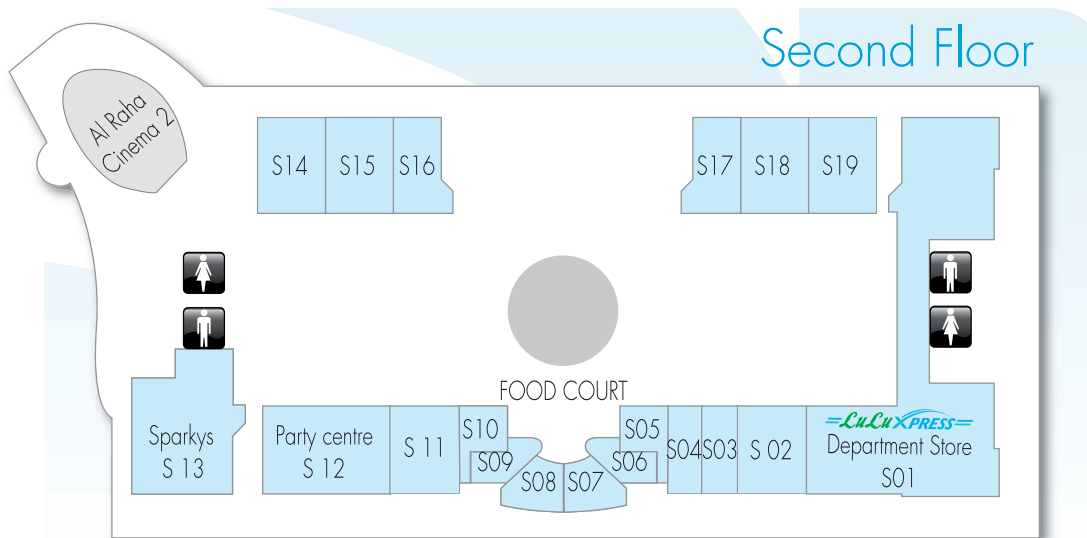 Second Floor
Al Raha
Cinema 2
S14
S15
S16
S17
S18
S19
FOOD COURT
Sparkys
S 13
Party centre
S 12
S 11
S10
S09
S08
S07
S06
S05
S04
S03
S 02
LuLu XPRESS
Department Store
S01